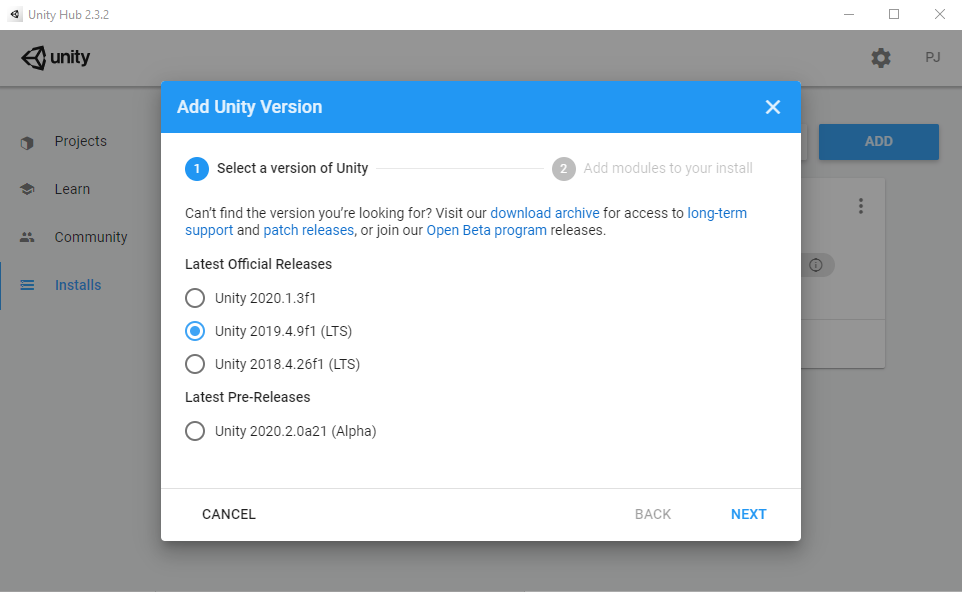 Unity Hub 2.3.2
unity
PJ
Add Unity Version
Projects
ADD
1 Select a version of Unity
2 Add modules to your install
Learn
Can't find the version you're looking for? Visit our download archive for access to long-term
support and patch releases, or join our Open Beta program releases.
Community
Latest Official Releases
Installs
Unity 2020.1.3f1
Unity 2019.4.9f1 (LTS)
Unity 2018.4.26f1 (LTS)
Latest Pre-Releases
Unity 2020.2.0a21 (Alpha)
CANCEL
BACK
NEXT